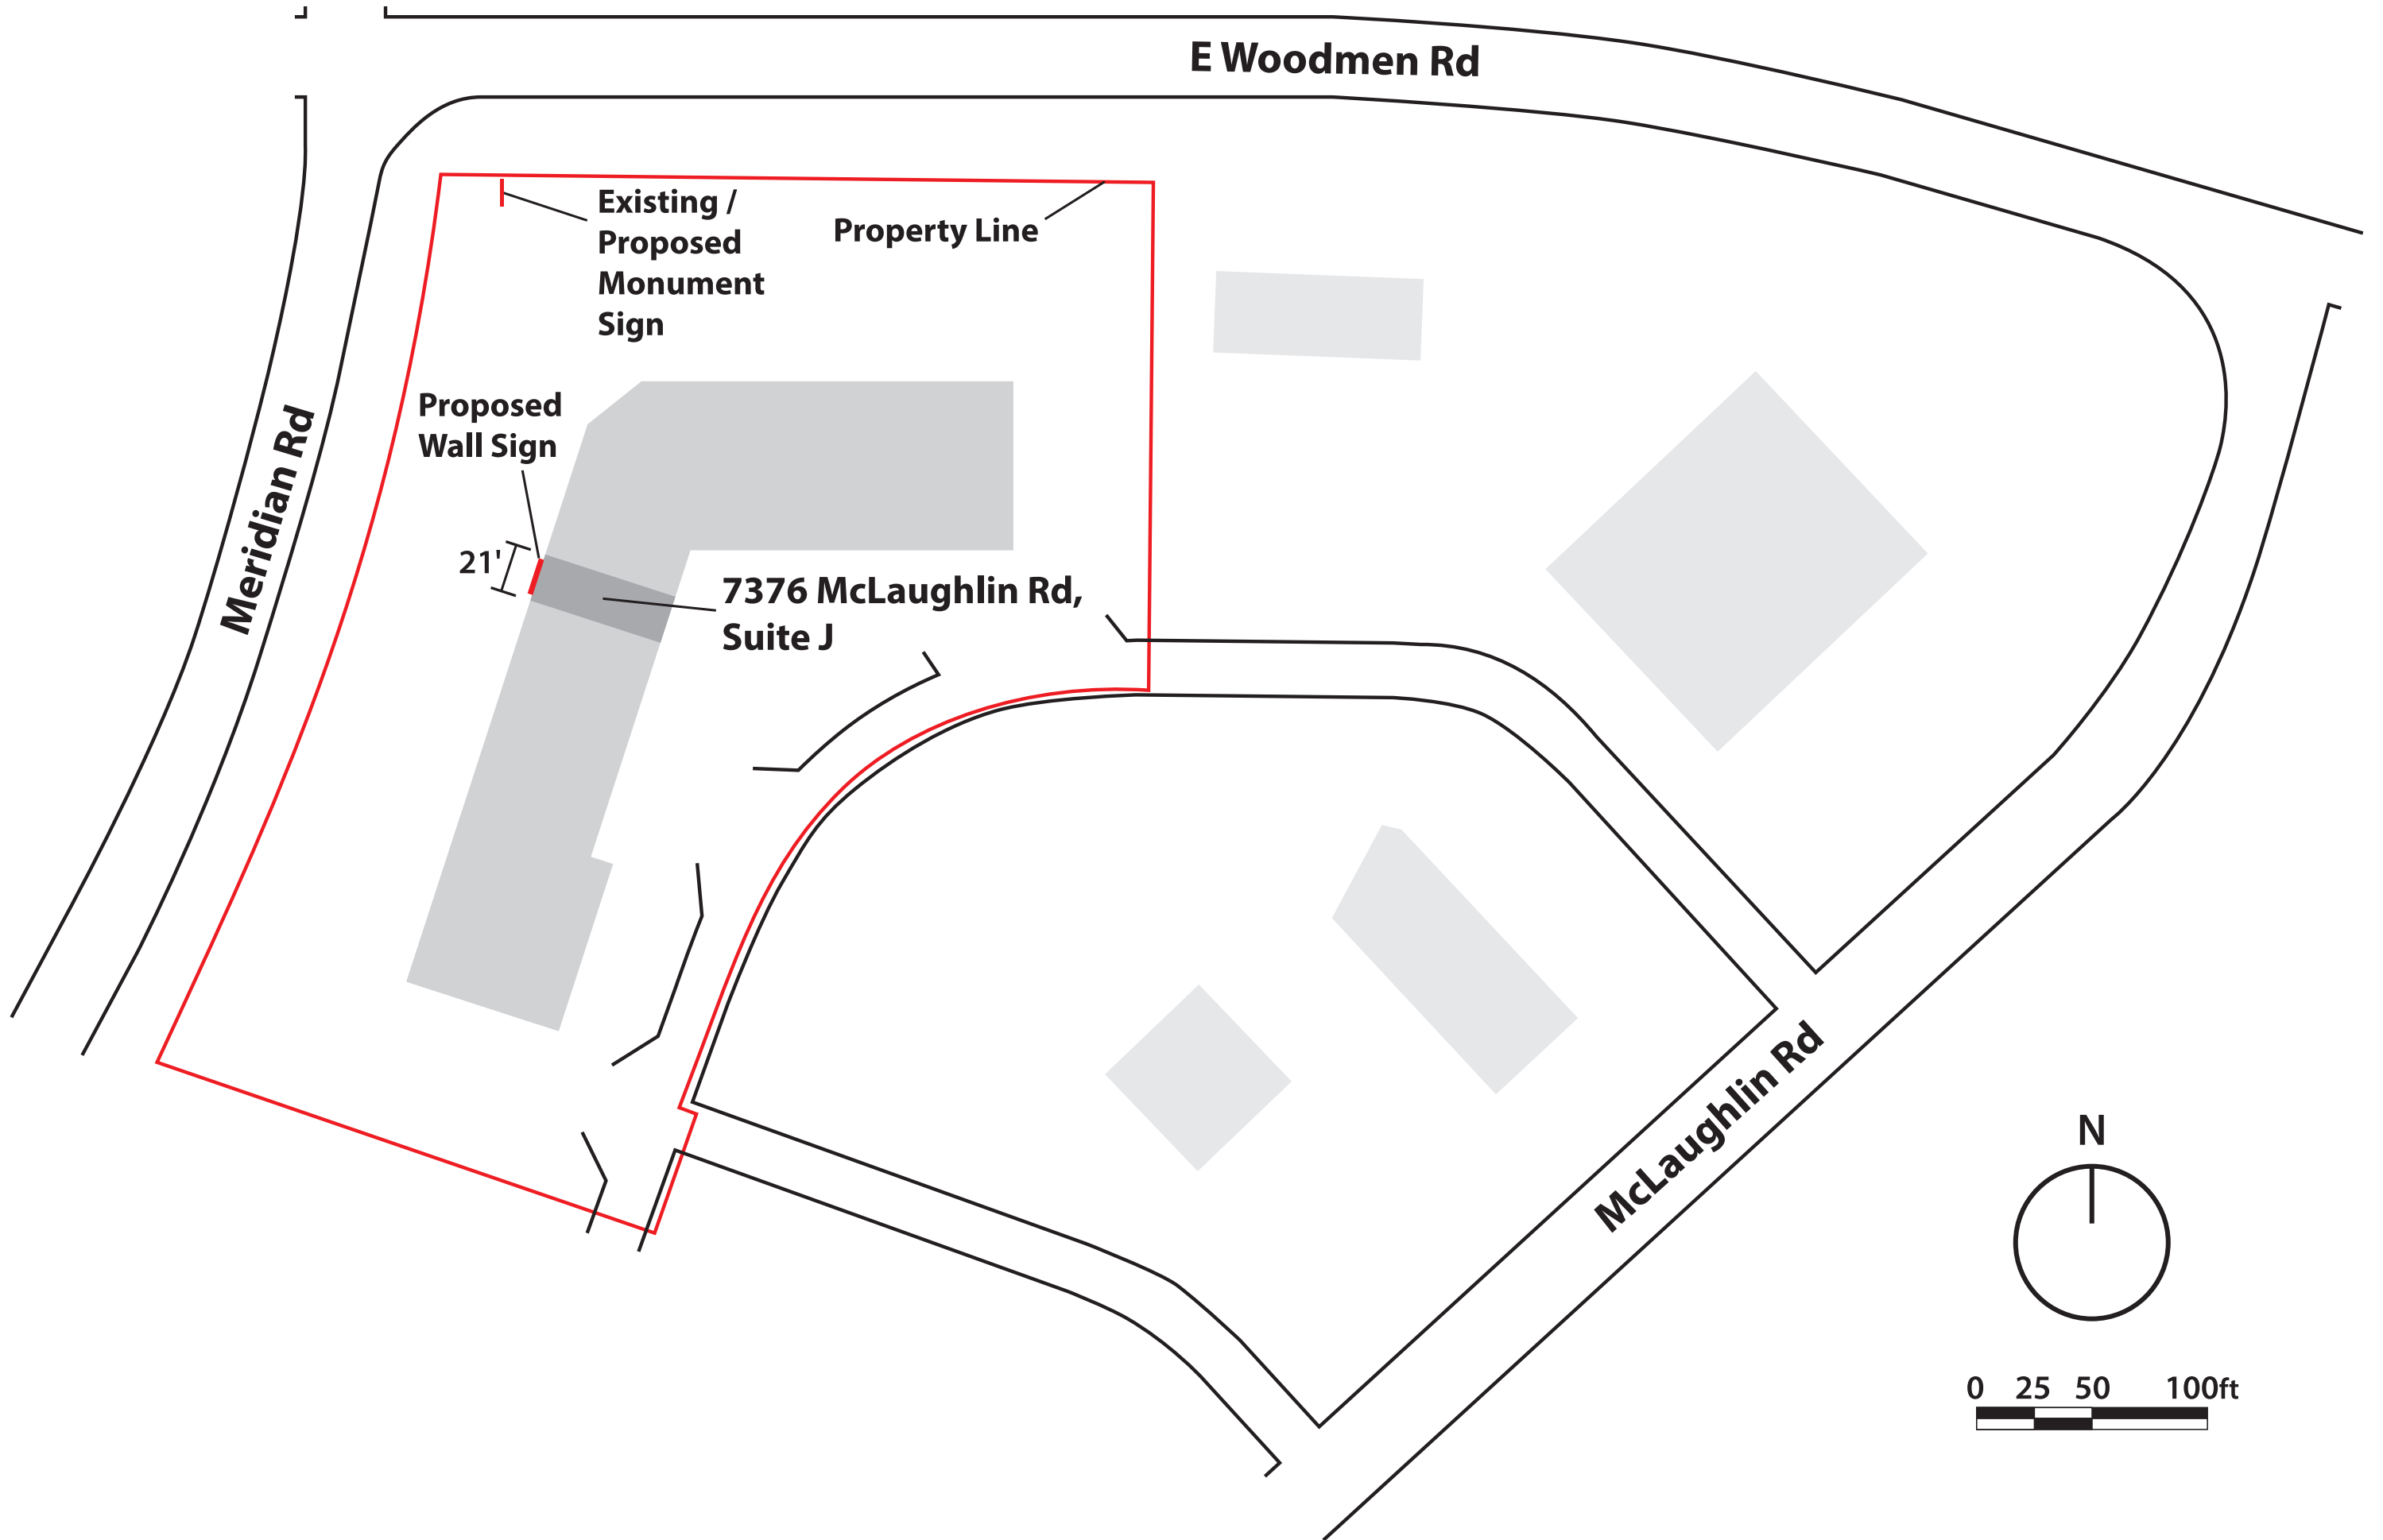 E Woodmen Rd
Existing /
Proposed
Monument
Sign
Property Line
Proposed
Wall Sign
Meridian Rd
21'
7376 McLaughlin Rd,
Suite J
McLaughlin Rd
N
0 25 50 100ft